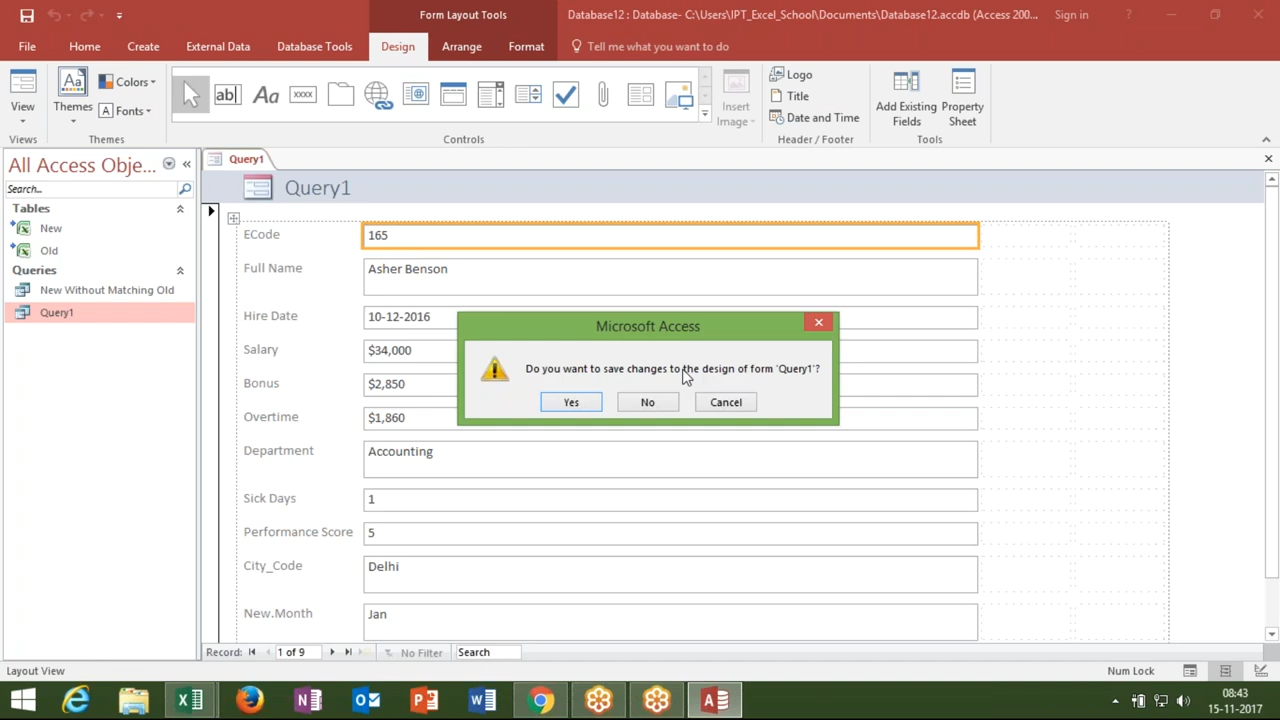 Form Layout Tools
Database12 : Database- C:\Users\IPT_Excel_School\Documents\Database12.accdb (Access 200...
Sign in
?
File
Home
Create
External Data
Database Tools
Design
Arrange
Format
Tell me what you want to do
View
Aa
Themes
Colors
Fonts
ab|
Aa
xxxx
Insert Image
Logo
Title
Date and Time
Add Existing Fields
Property Sheet
Views
Themes
Controls
Header / Footer
Tools
All Access Obje...
Search...
Tables
New
Old
Queries
New Without Matching Old
Query1
Query1
Query1
ECode
165
Full Name
Asher Benson
Hire Date
10-12-2016
Salary
$34,000
Bonus
$2,850
Overtime
$1,860
Department
Accounting
Sick Days
1
Performance Score
5
City_Code
Delhi
New.Month
Jan
Microsoft Access
Do you want to save changes to the design of form 'Query1'?
Yes
No
Cancel
Record:
1 of 9
No Filter
Search
Layout View
Num Lock
08:43
15-11-2017